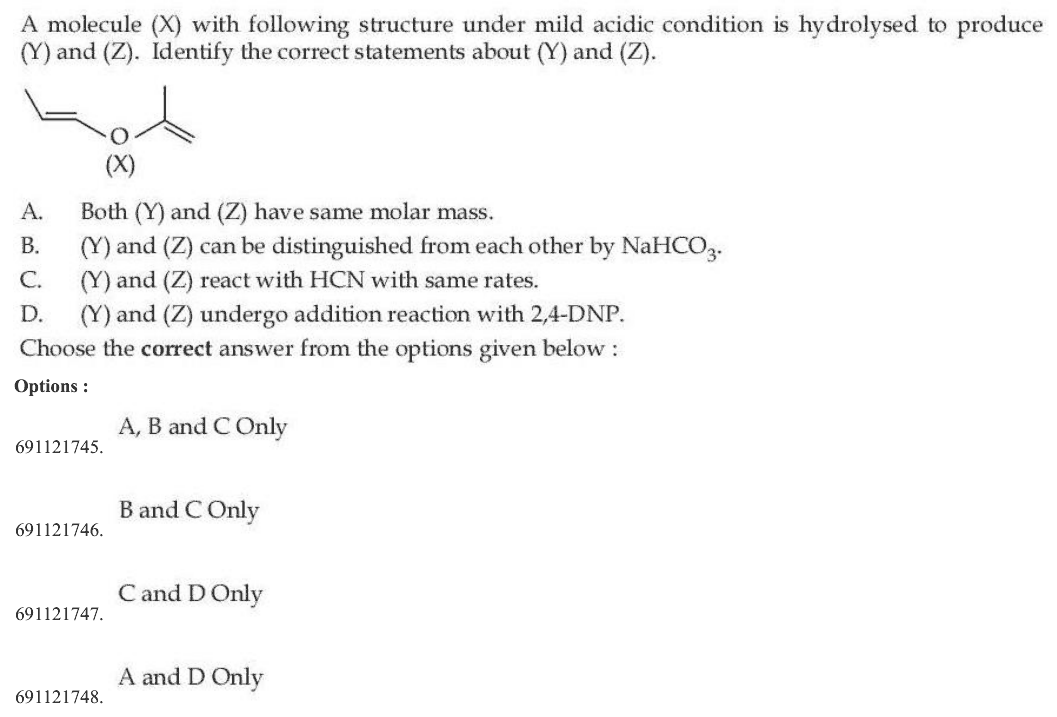 A molecule (X) with following structure under mild acidic condition is hydrolysed to produce
(Y) and (Z). Identify the correct statements about (Y) and (Z).
O
(X)
A. Both (Y) and (Z) have same molar mass.
B. (Y) and (Z) can be distinguished from each other by NaHCO₃.
C. (Y) and (Z) react with HCN with same rates.
D. (Y) and (Z) undergo addition reaction with 2,4-DNP.
Choose the correct answer from the options given below :
Options :
A, B and C Only
691121745.
B and C Only
691121746.
C and D Only
691121747.
A and D Only
691121748.